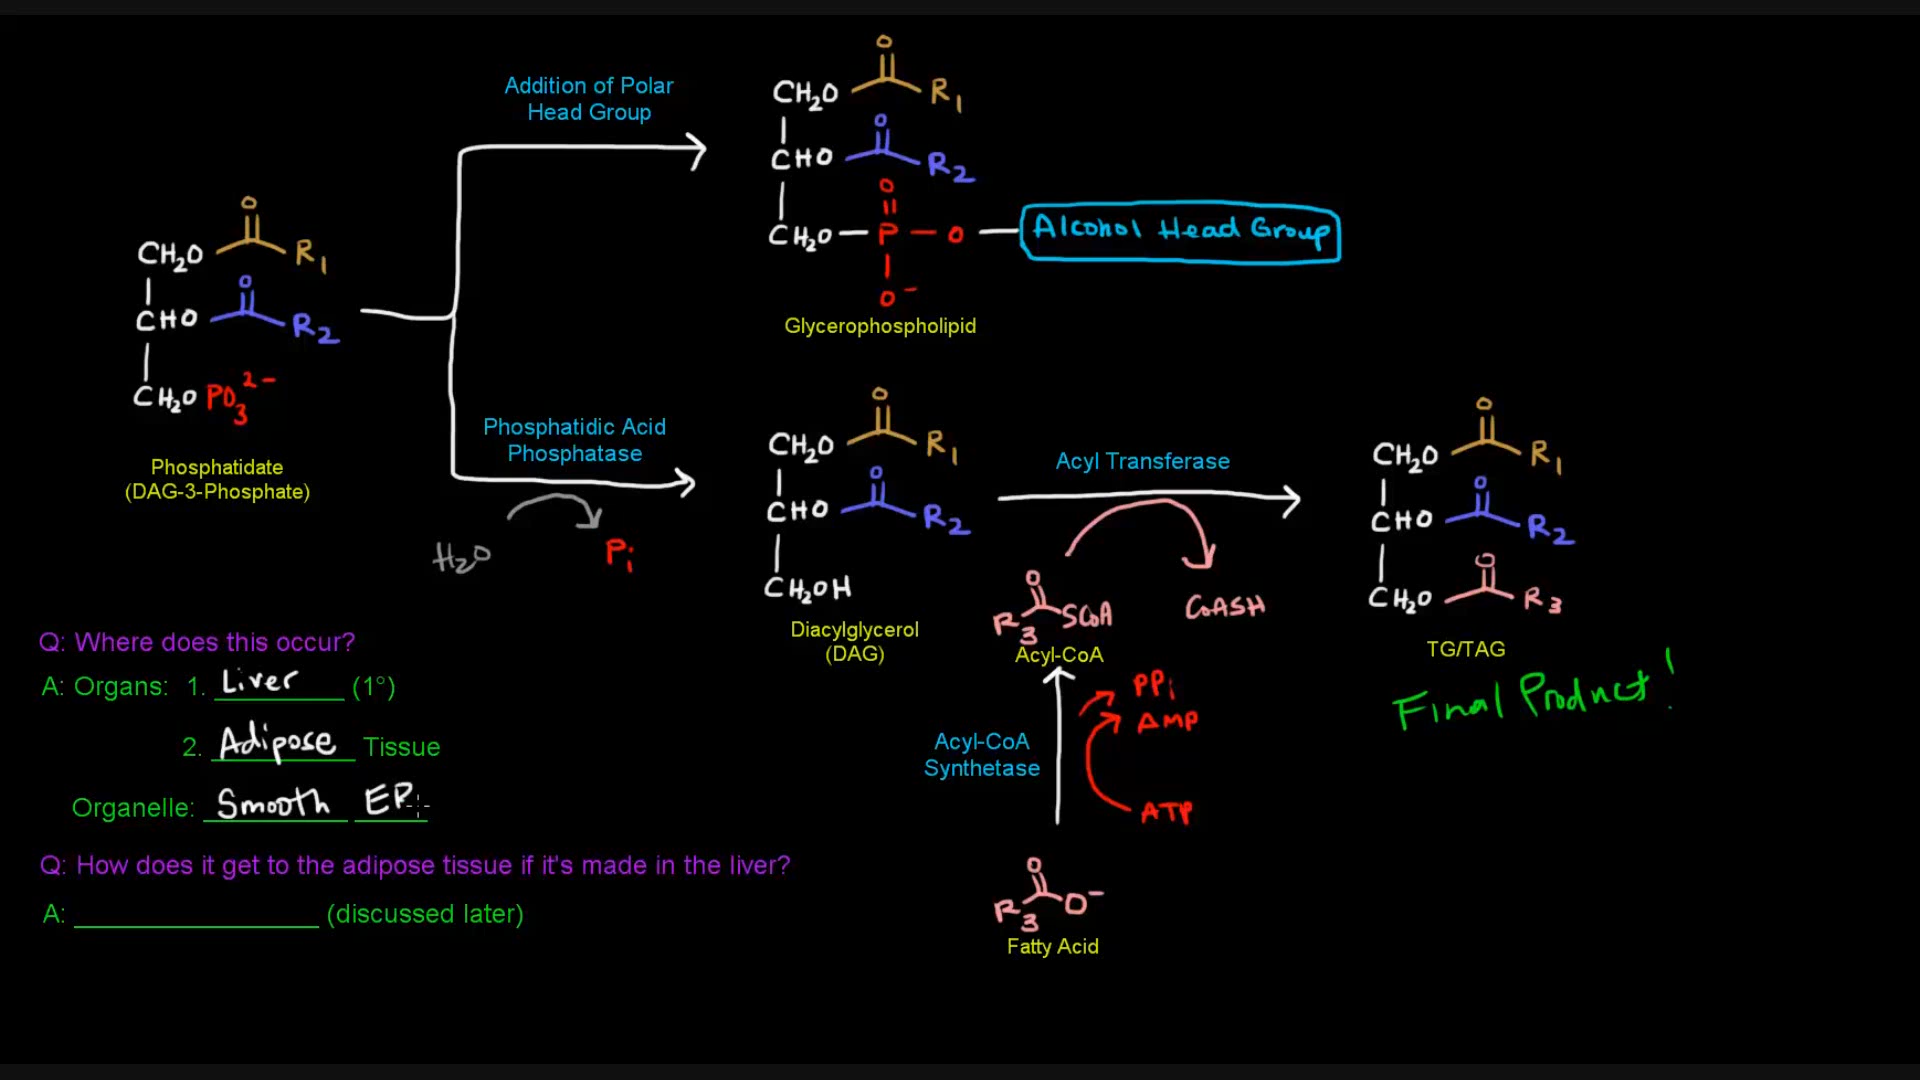 Addition of Polar
Head Group
O
CH₂O R₁
O
CHO R₂
O
CH₂O P O Alcohol Head Group
O⁻
Glycerophospholipid
O
CH₂O R₁
O
CHO R₂
CH₂O PO₃²⁻
Phosphatidate
(DAG-3-Phosphate)
Phosphatidic Acid
Phosphatase
H₂O Pi
O
CH₂O R₁
O
CHO R₂
CH₂OH
Diacylglycerol
(DAG)
Acyl Transferase
O
R₃ SCoA
CoASH
Acyl-CoA
O
CH₂O R₁
O
CHO R₂
O
CH₂O R₃
TG/TAG
Final Product!
PPi
AMP
Acyl-CoA
Synthetase
ATP
O
R₃ O⁻
Fatty Acid
Q: Where does this occur?
A: Organs: 1. Liver (1°)
2. Adipose Tissue
Organelle: Smooth ER
Q: How does it get to the adipose tissue if it's made in the liver?
A: (discussed later)